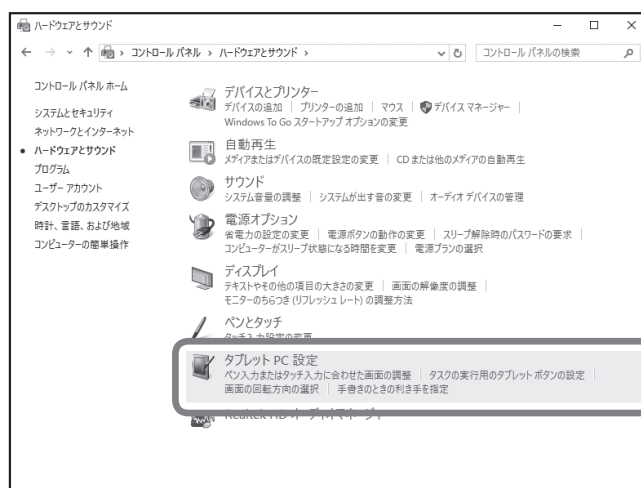 ハードウェアとサウンド
コントロール パネル › ハードウェアとサウンド ›
コントロール パネルの検索
コントロール パネル ホーム
システムとセキュリティ
ネットワークとインターネット
ハードウェアとサウンド
プログラム
ユーザー アカウント
デスクトップのカスタマイズ
時計、言語、および地域
コンピューターの簡単操作
デバイスとプリンター
デバイスの追加 | プリンターの追加 | マウス | デバイス マネージャー |
Windows To Go スタートアップ オプションの変更
自動再生
メディアまたはデバイスの既定設定の変更 | CD または他のメディアの自動再生
サウンド
システム音量の調整 | システムが出す音の変更 | オーディオ デバイスの管理
電源オプション
省電力の設定の変更 | 電源ボタンの動作の変更 | スリープ解除時のパスワードの要求 |
コンピューターがスリープ状態になる時間を変更 | 電源プランの選択
ディスプレイ
テキストやその他の項目の大きさの変更 | 画面の解像度の調整 |
モニターのちらつき (リフレッシュ レート) の調整方法
ペンとタッチ
タッチ入力設定の変更
タブレット PC 設定
ペン入力またはタッチ入力に合わせた画面の調整 | タスクの実行用のタブレット ボタンの設定 |
画面の回転方向の選択 | 手書きのときの利き手を指定
Realtek HD オーディオマネージャ